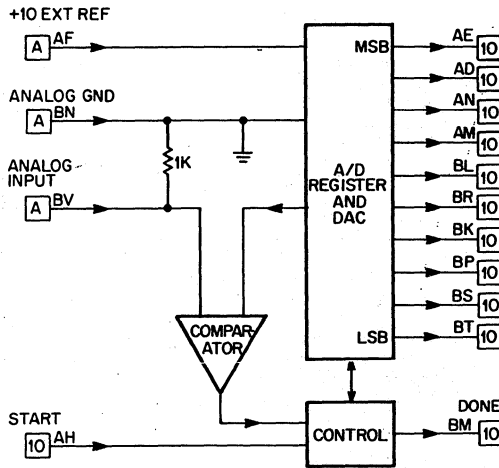 +10 EXT REF
A AF
ANALOG GND
A BN
ANALOG INPUT
A BV
1K
MSB
A/D REGISTER AND DAC
LSB
AE 10
AD 10
AN 10
AM 10
BL 10
BR 10
BK 10
BP 10
BS 10
BT 10
COMPAR-
ATOR
START
10 AH
CONTROL
DONE
BM 10